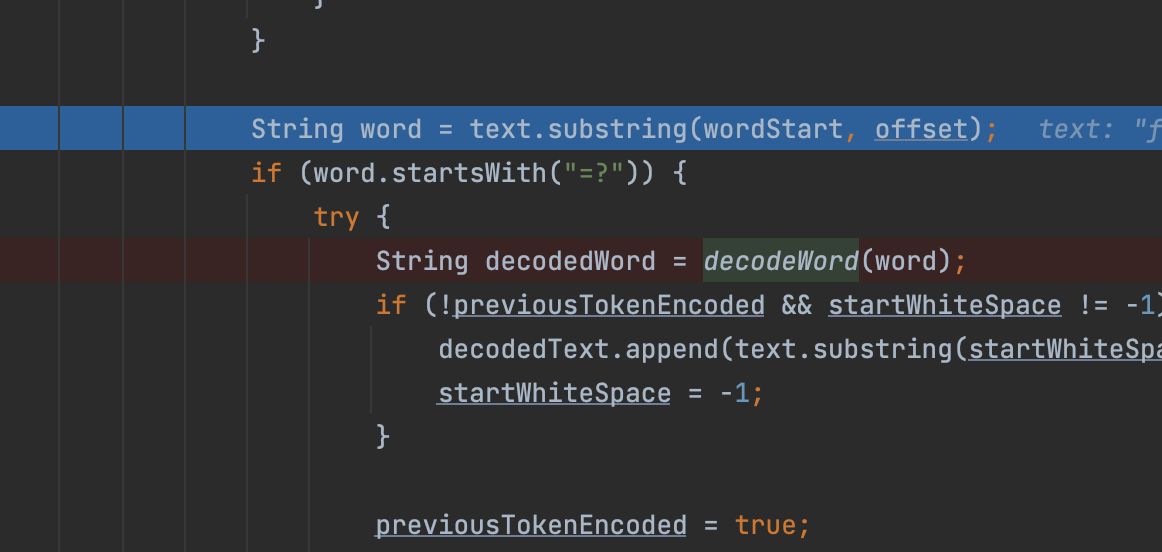 }
}
String word = text.substring(wordStart, offset); text: "f
if (word.startsWith("=?")) {
try {
String decodedWord = decodeWord(word);
if (!previousTokenEncoded && startWhiteSpace != -1)
decodedText.append(text.substring(startWhiteSpa
startWhiteSpace = -1;
}
previousTokenEncoded = true;